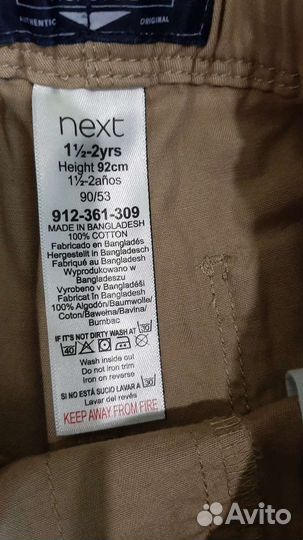 AUTHENTIC ORIGINAL
next
1½-2yrs
Height 92cm
1½-2años
90/53
912-361-309
MADE IN BANGLADESH
100% COTTON
Fabricado en Bangladés
Hergestellt in Bangladesch
Fabriqué au Bangladesh
Wyprodukowano w
Bangladeszu
Vyrobeno v Bangladéši
Fabricat în Bangladesh
100% Algodón/Baumwolle/
Coton/Bawełna/Bavlna/
Bumbac
IF IT'S NOT DIRTY WASH AT 30
40
Wash inside out
Do not iron trim
Iron on reverse
SI NO ESTÁ SUCIO LAVAR A 30
Lavar del revés
KEEP AWAY FROM FIRE
Avito